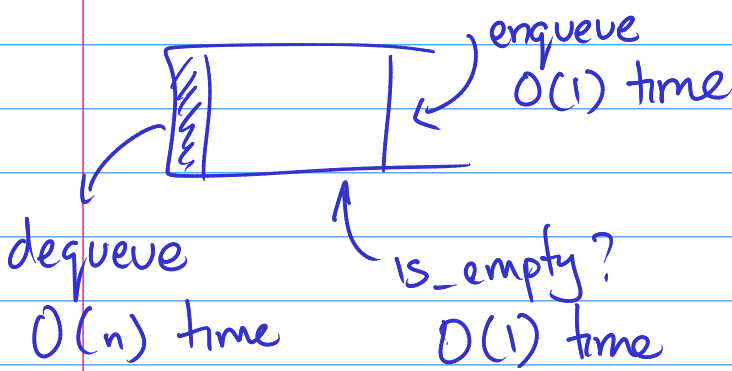 enqueue
O(1) time
dequeue
O(n) time
is_empty?
O(1) time